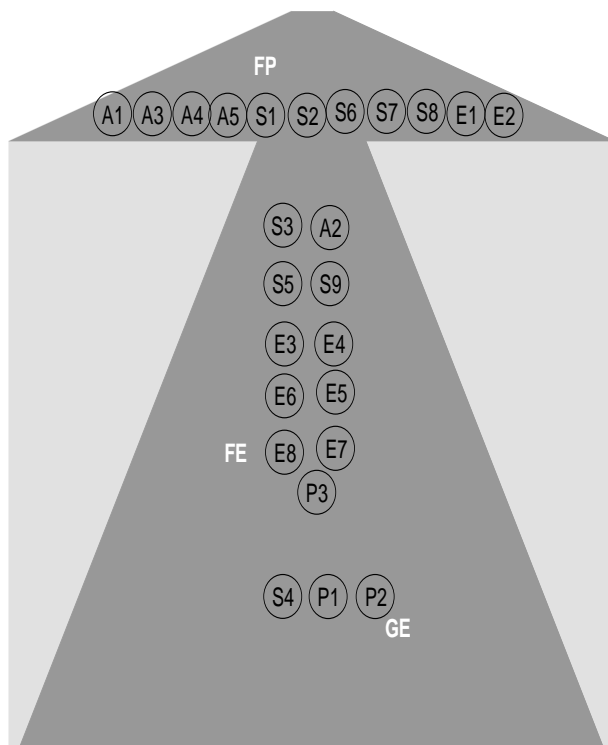 FP
A1 A3 A4 A5 S1 S2 S6 S7 S8 E1 E2
S3 A2
S5 S9
E3 E4
E6 E5
FE E8 E7
P3
S4 P1 P2
GE